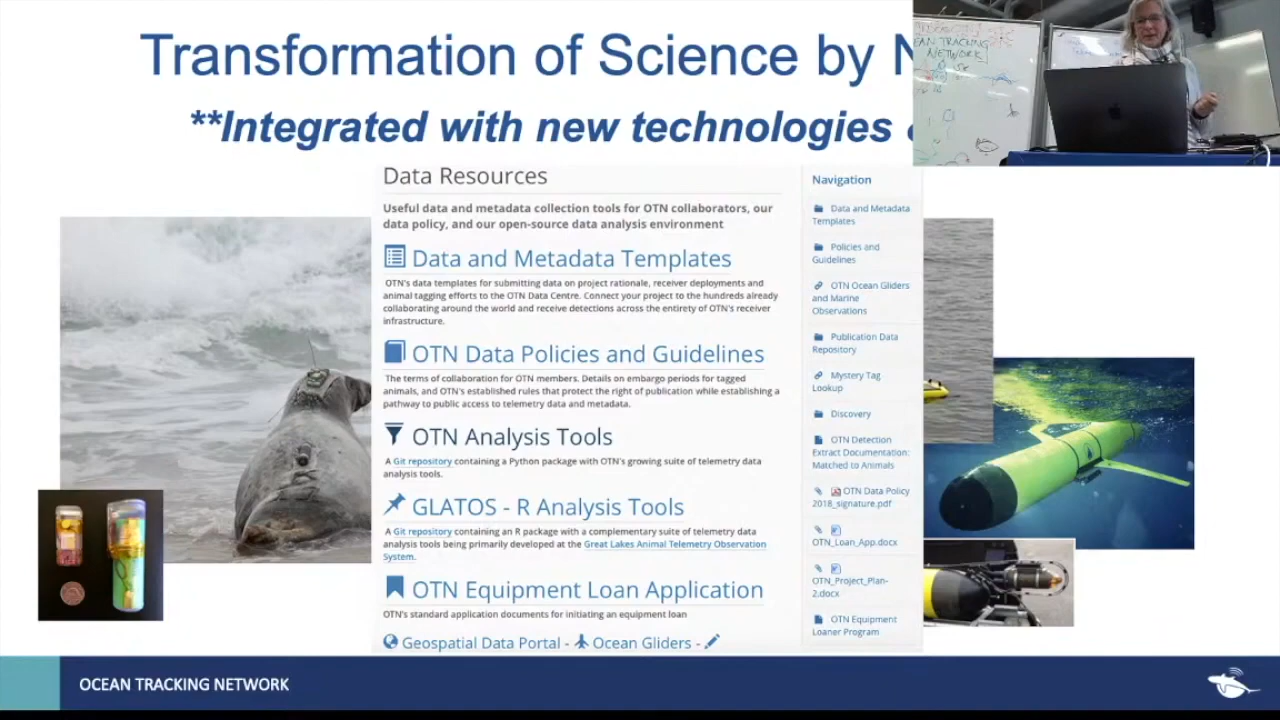 Transformation of Science by N
**Integrated with new technologies
EAN TRACKING
NETWORK
Data Resources
Useful data and metadata collection tools for OTN collaborators, our
data policy, and our open-source data analysis environment
Data and Metadata Templates
OTN's data templates for submitting data on project rationale, receiver deployments and
animal tagging efforts to the OTN Data Centre. Connect your project to the hundreds already
collaborating around the world and receive detections across the entirety of OTN's receiver
infrastructure.
OTN Data Policies and Guidelines
The terms of collaboration for OTN members. Details on embargo periods for tagged
animals, and OTN's established rules that protect the right of publication while establishing a
pathway to public access to telemetry data and metadata.
OTN Analysis Tools
A Git repository containing a Python package with OTN's growing suite of telemetry data
analysis tools.
GLATOS - R Analysis Tools
A Git repository containing an R package with a complementary suite of telemetry data
analysis tools being primarily developed at the Great Lakes Animal Telemetry Observation
System.
OTN Equipment Loan Application
OTN's standard application documents for initiating an equipment loan
Geospatial Data Portal - Ocean Gliders -
Navigation
Data and Metadata
Templates
Policies and
Guidelines
OTN Ocean Gliders
and Marine
Observations
Publication Data
Repository
Mystery Tag
Lookup
Discovery
OTN Detection
Extract Documentation:
Matched to Animals
OTN Data Policy
2018_signature.pdf
OTN_Loan_App.docx
OTN_Project_Plan-
2.docx
OTN Equipment
Loaner Program
OCEAN TRACKING NETWORK